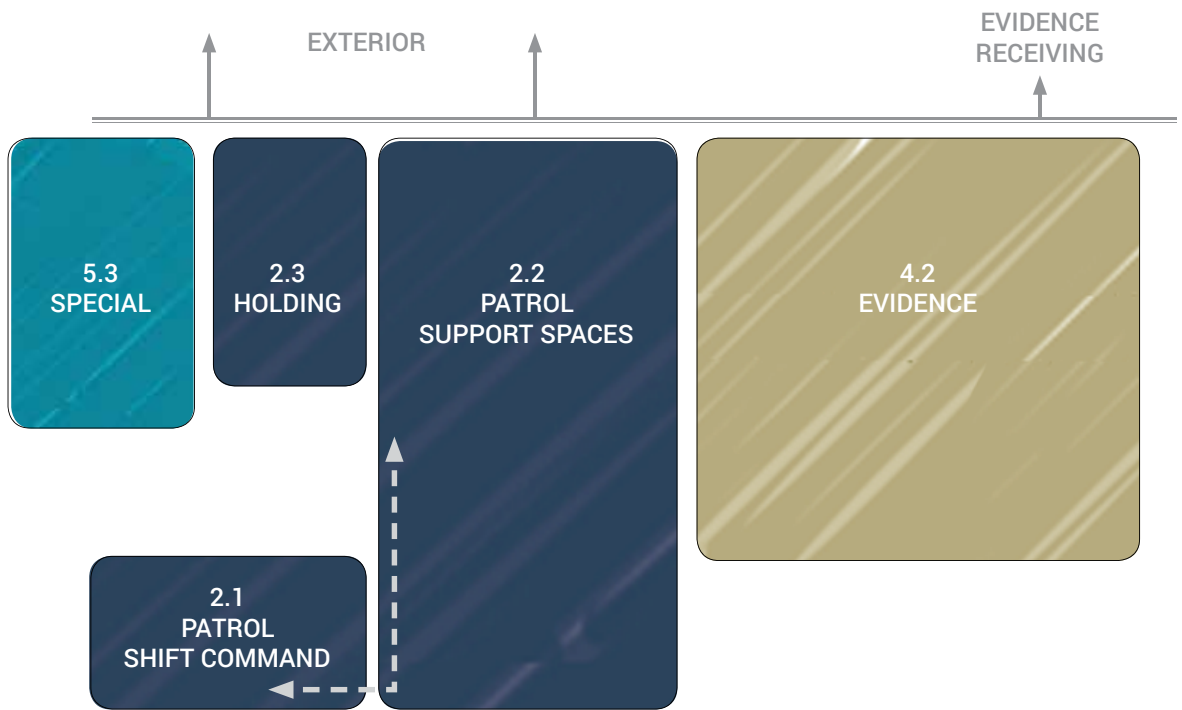 EXTERIOR
EVIDENCE
RECEIVING
5.3
SPECIAL
2.3
HOLDING
2.2
PATROL
SUPPORT SPACES
4.2
EVIDENCE
2.1
PATROL
SHIFT COMMAND